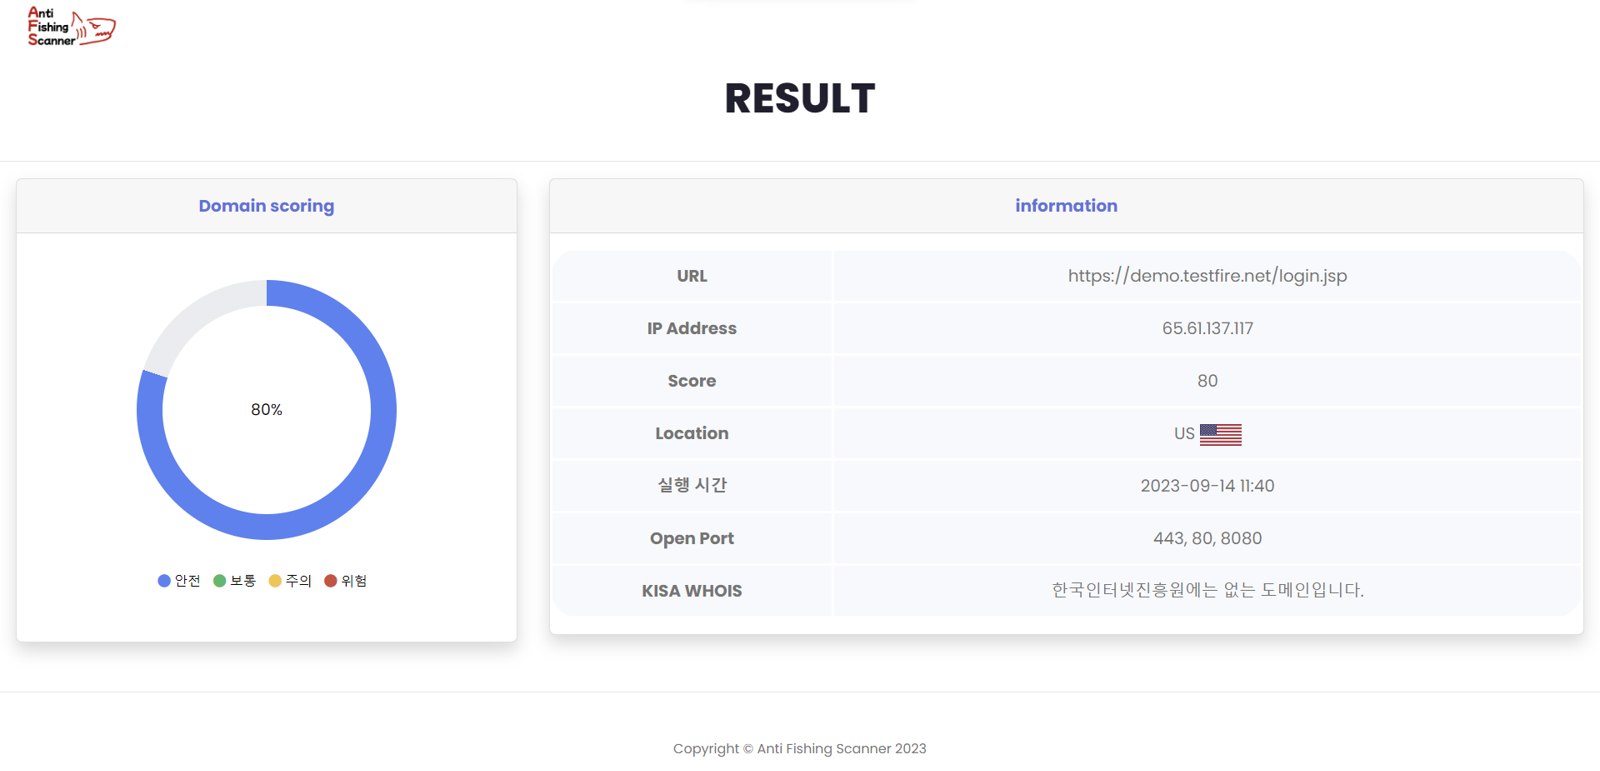 Anti
Fishing
Scanner
RESULT
Domain scoring
80%
안전 보통 주의 위험
information
URL https://demo.testfire.net/login.jsp
IP Address 65.61.137.117
Score 80
Location US
실행 시간 2023-09-14 11:40
Open Port 443, 80, 8080
KISA WHOIS 한국인터넷진흥원에는 없는 도메인입니다.
Copyright © Anti Fishing Scanner 2023